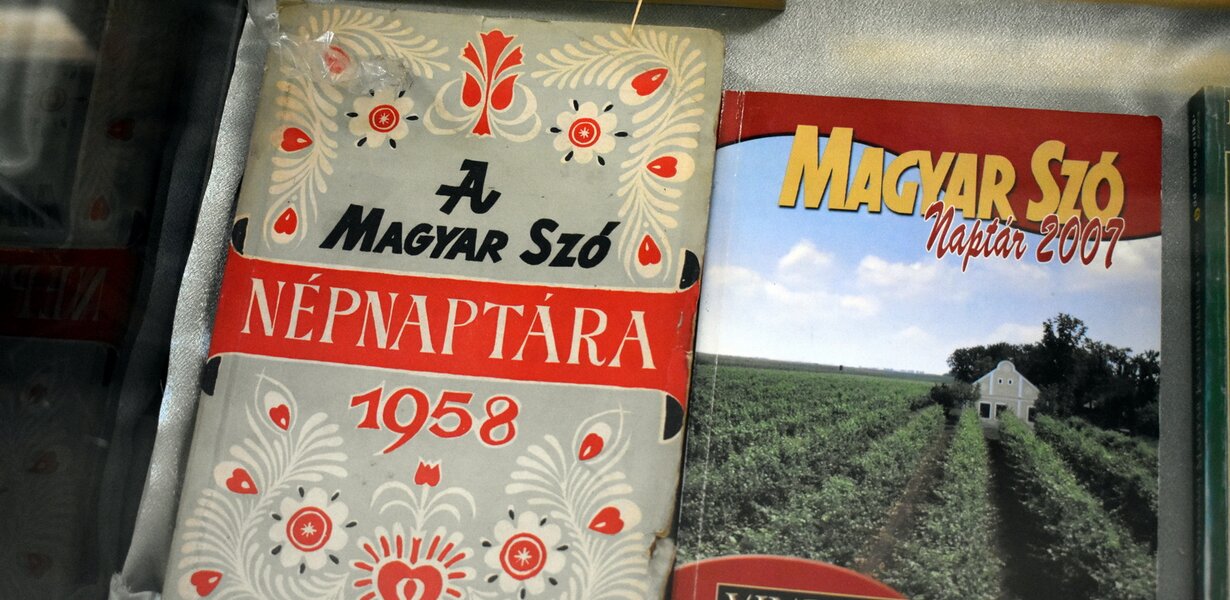 A
MAGYAR SZÓ
NÉPNAPTÁRA
1958
MAGYAR SZÓ
Naptár 2007